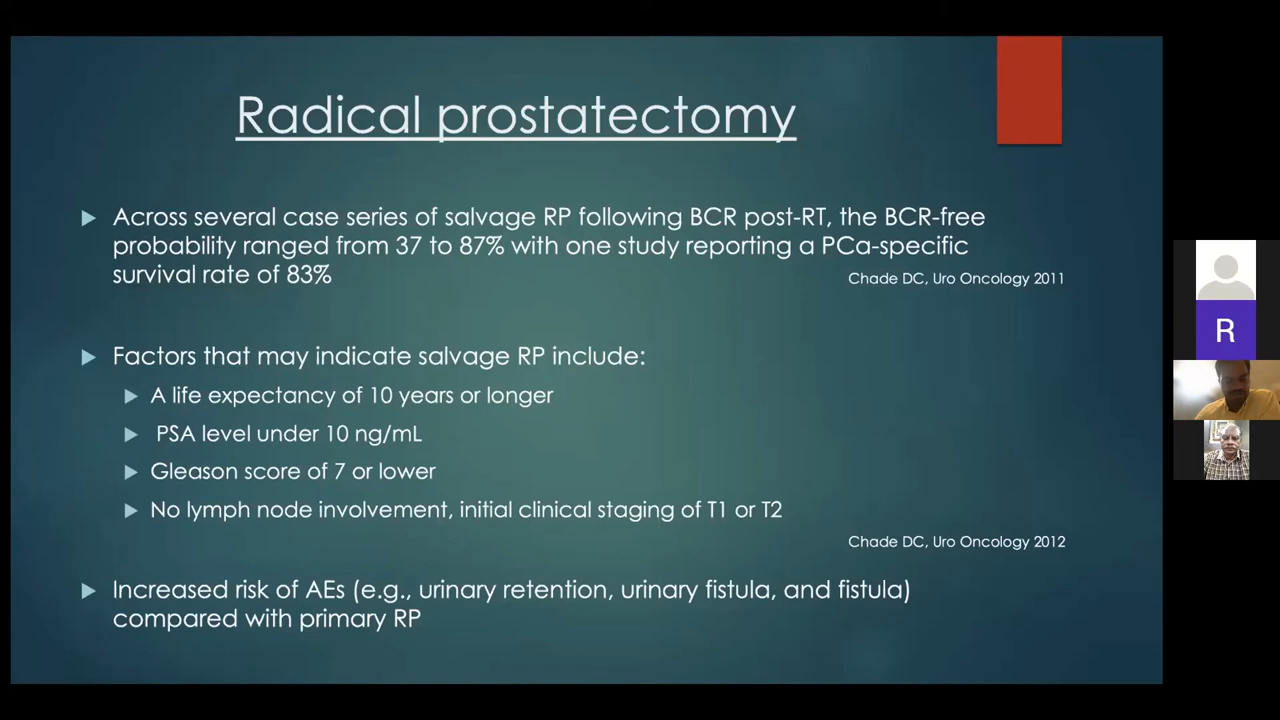 Radical prostatectomy
Across several case series of salvage RP following BCR post-RT, the BCR-free
probability ranged from 37 to 87% with one study reporting a PCa-specific
survival rate of 83%
Chade DC, Uro Oncology 2011
Factors that may indicate salvage RP include:
A life expectancy of 10 years or longer
PSA level under 10 ng/mL
Gleason score of 7 or lower
No lymph node involvement, initial clinical staging of T1 or T2
Chade DC, Uro Oncology 2012
Increased risk of AEs (e.g., urinary retention, urinary fistula, and fistula)
compared with primary RP
R